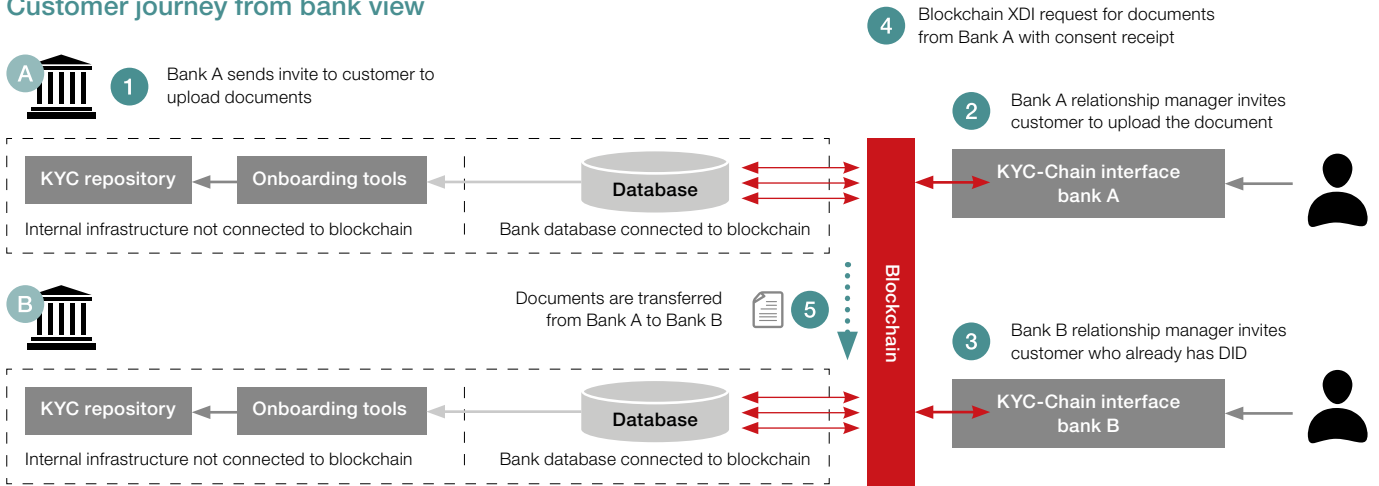 Customer journey from bank view
4
Blockchain XDI request for documents
from Bank A with consent receipt
A
1
Bank A sends invite to customer to
upload documents
2
Bank A relationship manager invites
customer to upload the document
KYC repository
Onboarding tools
Database
KYC-Chain interface
bank A
Internal infrastructure not connected to blockchain
Bank database connected to blockchain
Blockchain
B
Documents are transferred
from Bank A to Bank B
5
3
Bank B relationship manager invites
customer who already has DID
KYC repository
Onboarding tools
Database
KYC-Chain interface
bank B
Internal infrastructure not connected to blockchain
Bank database connected to blockchain